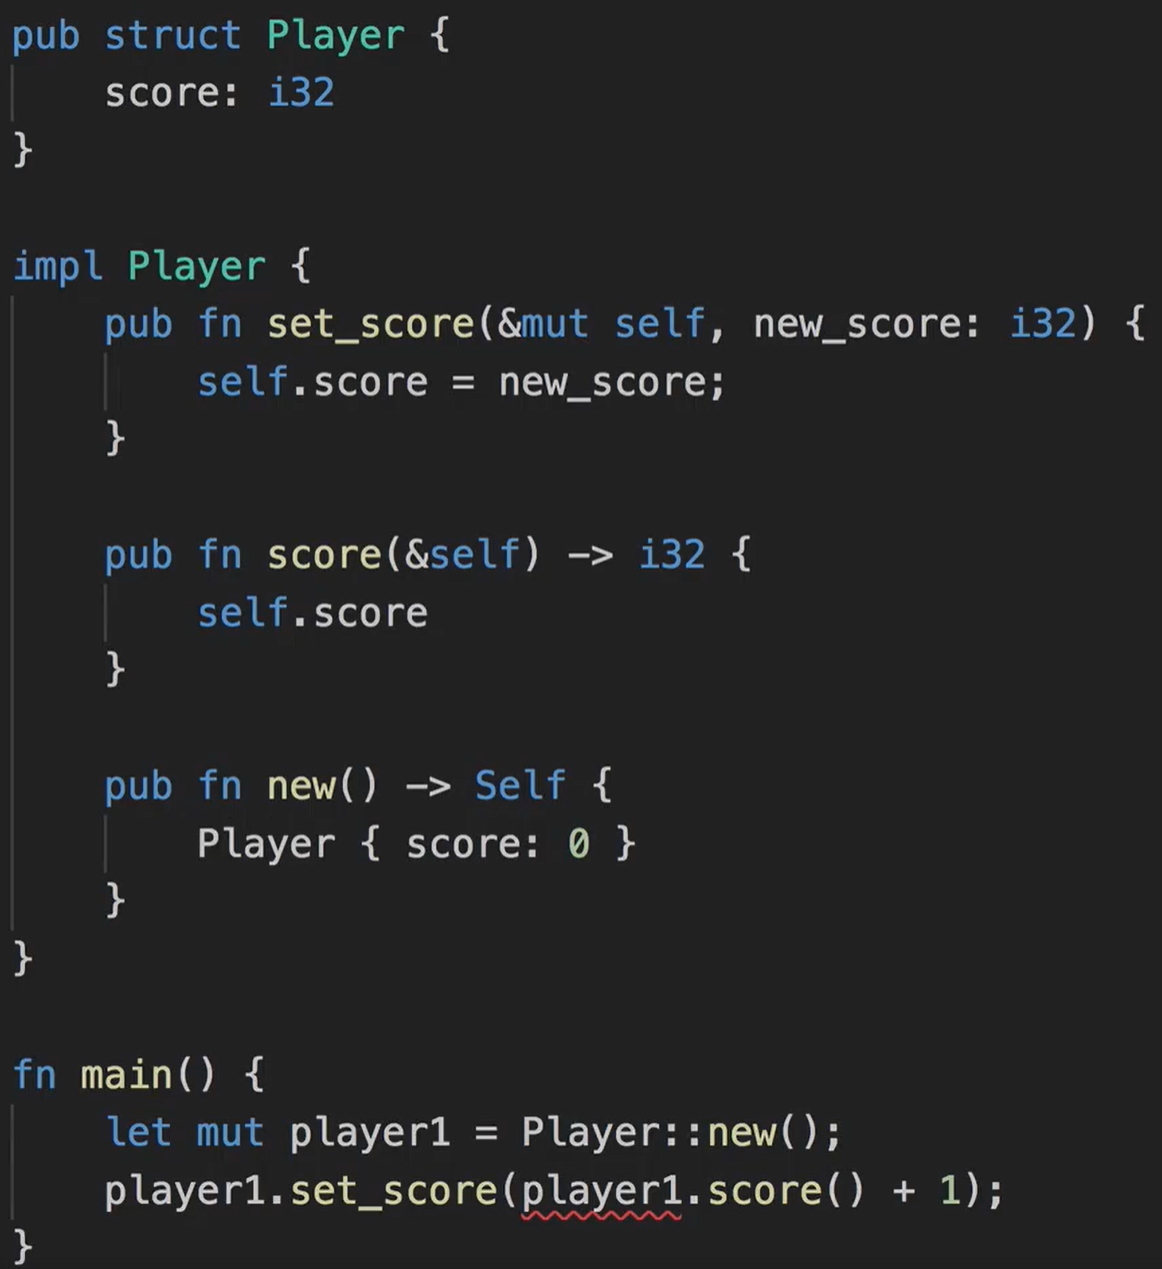 pub struct Player {
    score: i32
}

impl Player {
    pub fn set_score(&mut self, new_score: i32) {
        self.score = new_score;
    }

    pub fn score(&self) -> i32 {
        self.score
    }

    pub fn new() -> Self {
        Player { score: 0 }
    }
}

fn main() {
    let mut player1 = Player::new();
    player1.set_score(player1.score() + 1);
}